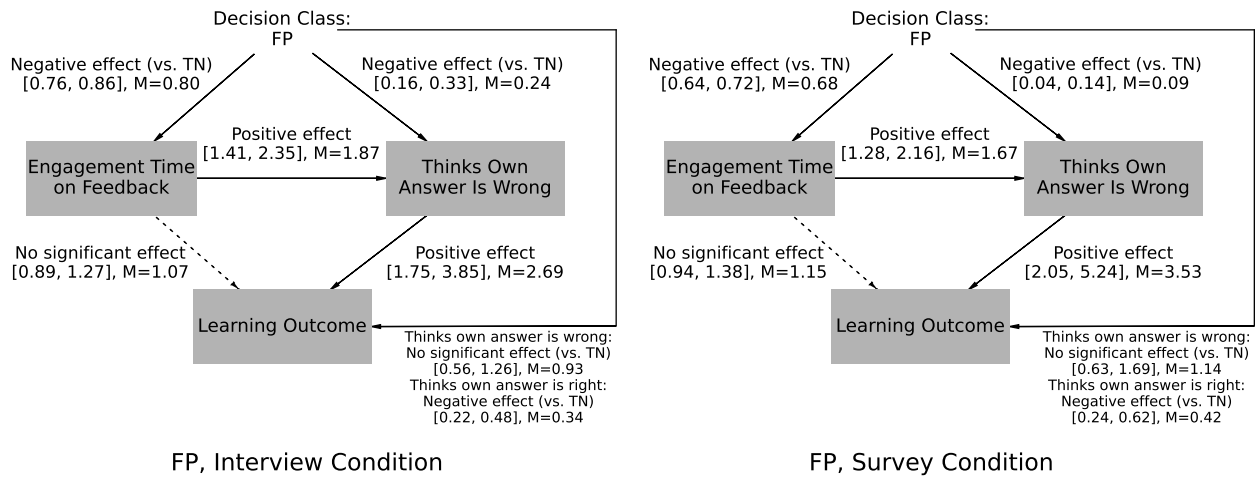 Decision Class:
FP
Negative effect (vs. TN)
[0.76, 0.86], M=0.80
Negative effect (vs. TN)
[0.16, 0.33], M=0.24
Positive effect
[1.41, 2.35], M=1.87
Engagement Time
on Feedback
Thinks Own
Answer Is Wrong
No significant effect
[0.89, 1.27], M=1.07
Positive effect
[1.75, 3.85], M=2.69
Learning Outcome
Thinks own answer is wrong:
No significant effect (vs. TN)
[0.56, 1.26], M=0.93
Thinks own answer is right:
Negative effect (vs. TN)
[0.22, 0.48], M=0.34
FP, Interview Condition
Decision Class:
FP
Negative effect (vs. TN)
[0.64, 0.72], M=0.68
Negative effect (vs. TN)
[0.04, 0.14], M=0.09
Positive effect
[1.28, 2.16], M=1.67
Engagement Time
on Feedback
Thinks Own
Answer Is Wrong
No significant effect
[0.94, 1.38], M=1.15
Positive effect
[2.05, 5.24], M=3.53
Learning Outcome
Thinks own answer is wrong:
No significant effect (vs. TN)
[0.63, 1.69], M=1.14
Thinks own answer is right:
Negative effect (vs. TN)
[0.24, 0.62], M=0.42
FP, Survey Condition